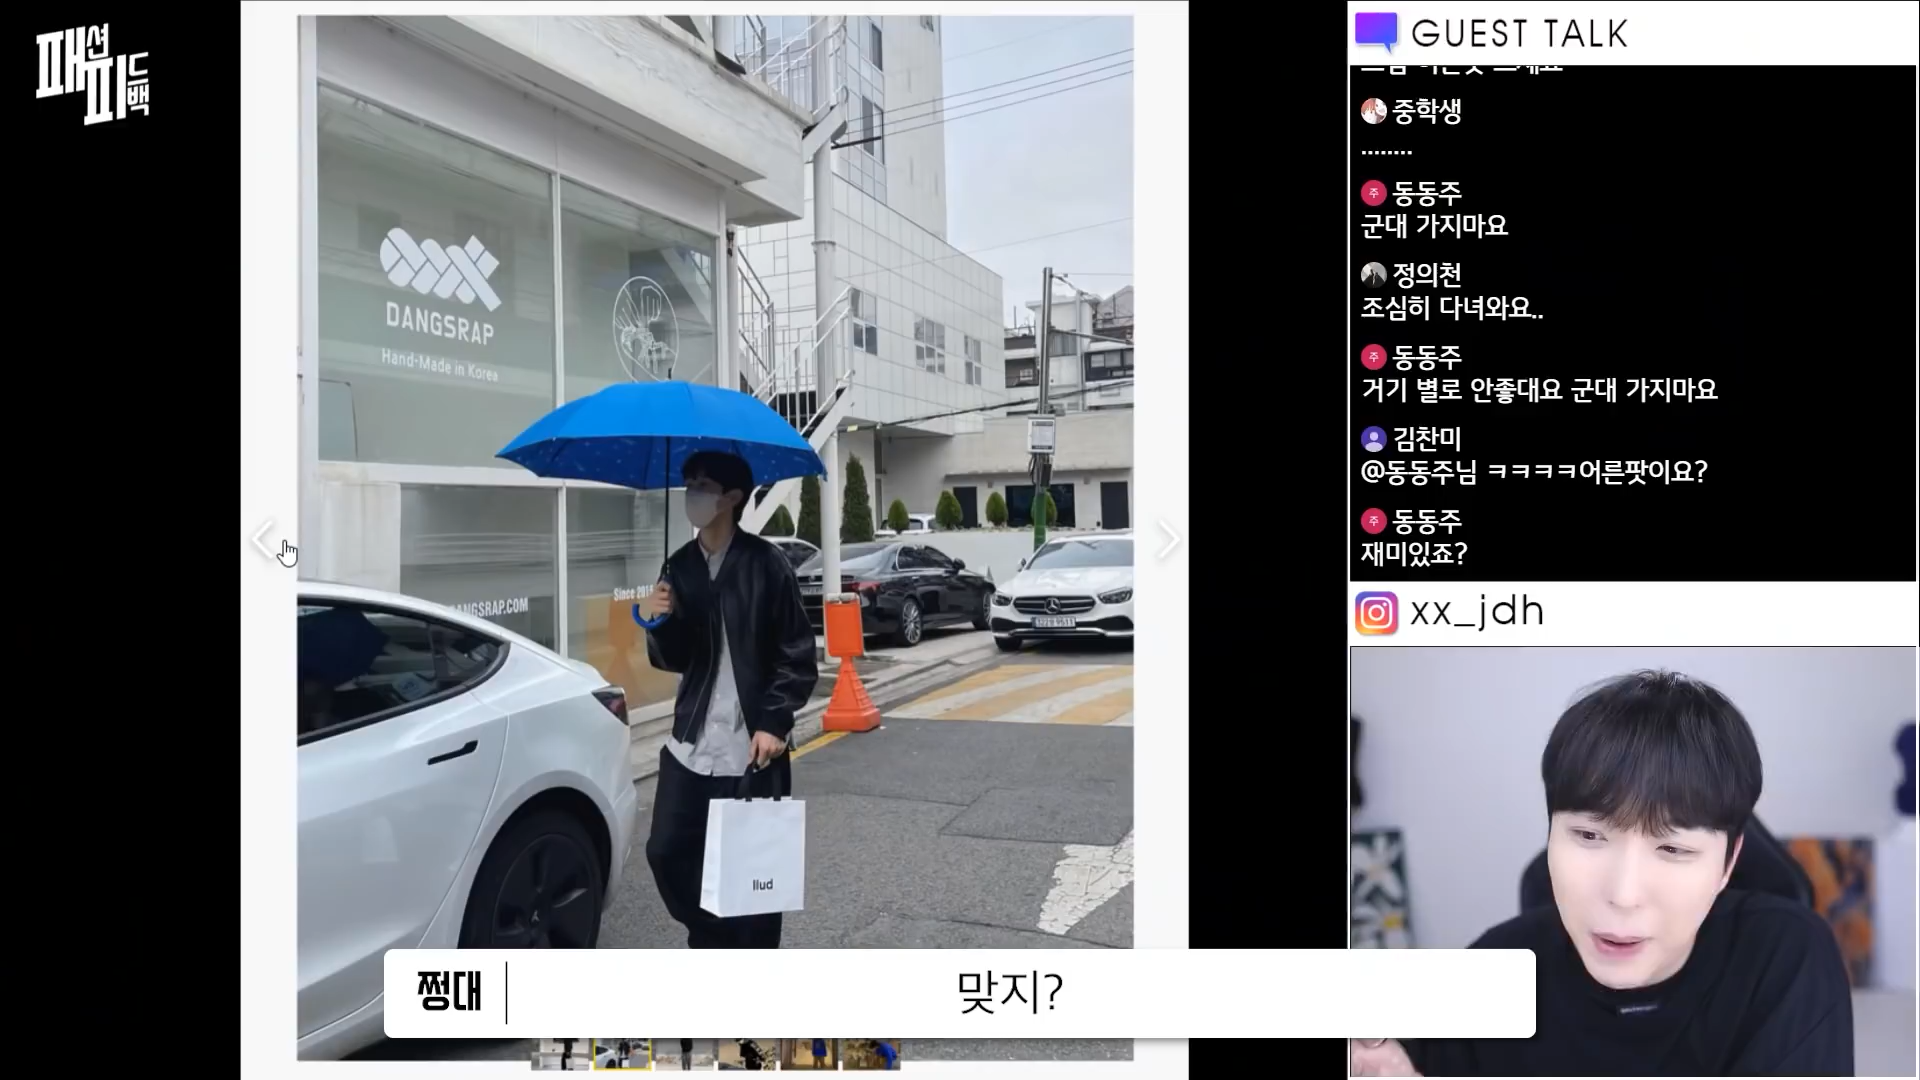 패션
피드백
DANGSRAP
Hand-Made in Korea
DANGSRAP.COM
Since 201
llud
GUEST TALK
중학생
........
동동주
군대 가지마요
정의천
조심히 다녀와요..
동동주
거기 별로 안좋대요 군대 가지마요
김찬미
@동동주님 ㅋㅋㅋㅋ어른팟이요?
동동주
재미있죠?
xx_jdh
쩡대
맞지?